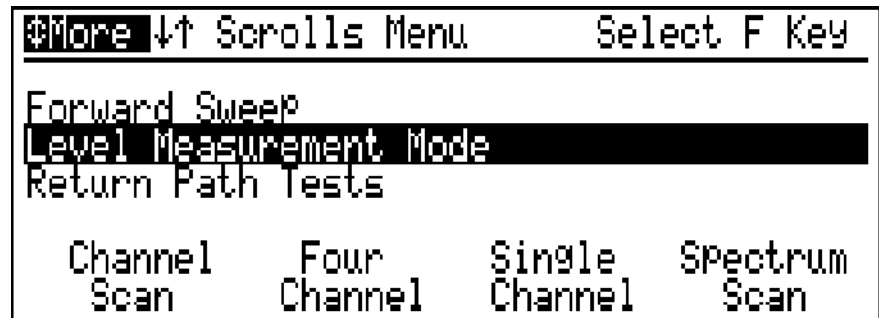 ⇕More ↓↑ Scrolls Menu Select F Key
Forward Sweep
Level Measurement Mode
Return Path Tests
Channel Four Single Spectrum
Scan Channel Channel Scan